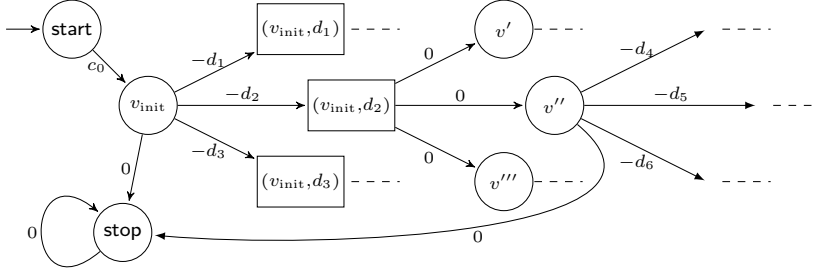 start
(v_init,d_1)
v′
c_0
−d_1
0
−d_4
v_init
−d_2
(v_init,d_2)
0
v′′
−d_5
0
−d_3
0
−d_6
(v_init,d_3)
v′′′
stop
0
0